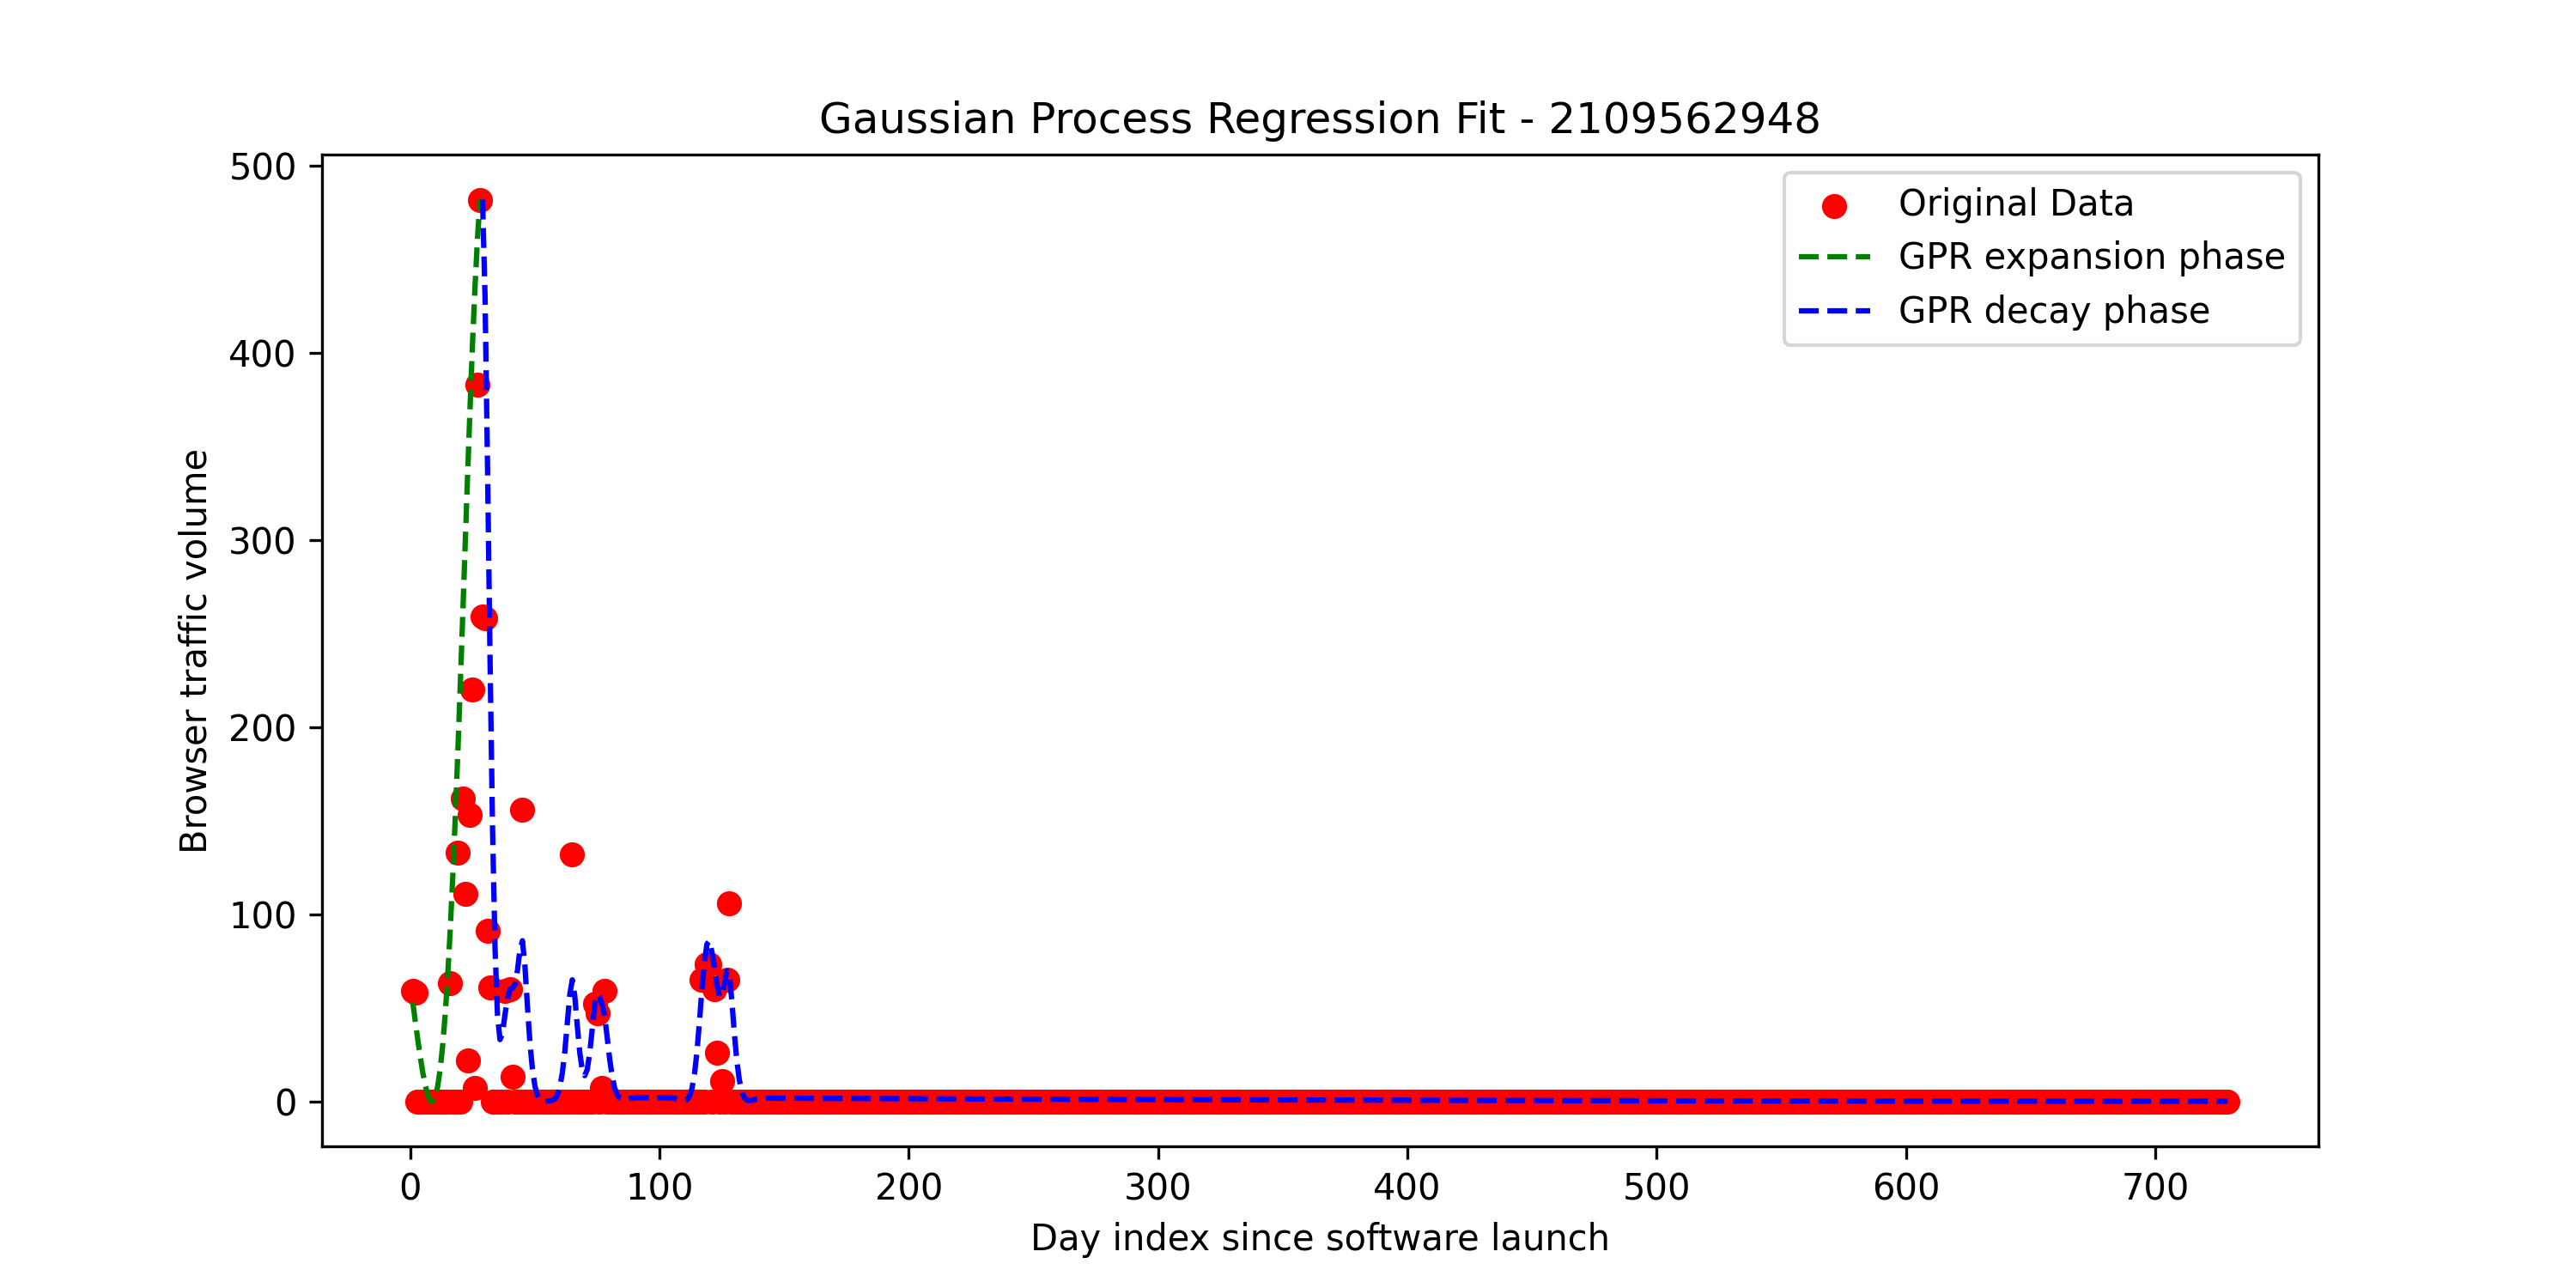 Gaussian Process Regression Fit - 2109562948
500
400
300
200
100
0
Browser traffic volume
Original Data
GPR expansion phase
GPR decay phase
0 100 200 300 400 500 600 700
Day index since software launch